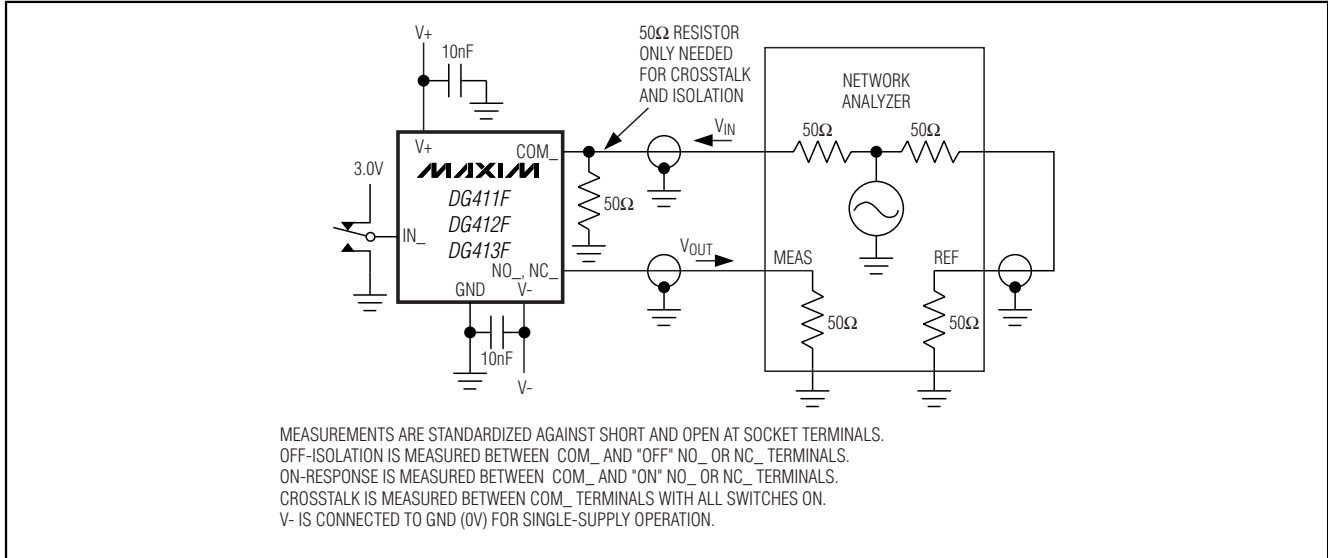 V+
10nF
50Ω RESISTOR
ONLY NEEDED
FOR CROSSTALK
AND ISOLATION
NETWORK
ANALYZER
50Ω
50Ω
VIN
V+
COM_
MAXIM
DG411F
DG412F
DG413F
3.0V
IN_
50Ω
NO_, NC_
GND
V-
VOUT
MEAS
REF
50Ω
50Ω
10nF
V-
MEASUREMENTS ARE STANDARDIZED AGAINST SHORT AND OPEN AT SOCKET TERMINALS.
OFF-ISOLATION IS MEASURED BETWEEN COM_ AND "OFF" NO_ OR NC_ TERMINALS.
ON-RESPONSE IS MEASURED BETWEEN COM_ AND "ON" NO_ OR NC_ TERMINALS.
CROSSTALK IS MEASURED BETWEEN COM_ TERMINALS WITH ALL SWITCHES ON.
V- IS CONNECTED TO GND (0V) FOR SINGLE-SUPPLY OPERATION.